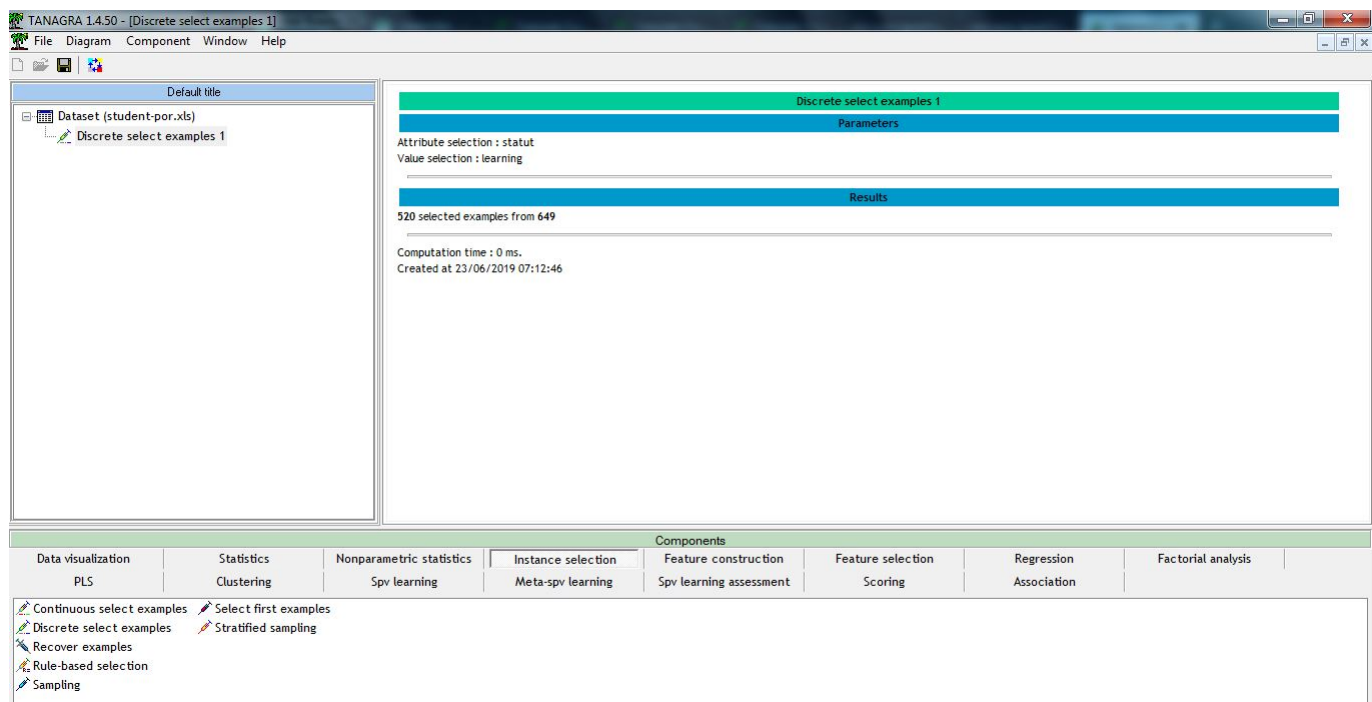 TANAGRA 1.4.50 - [Discrete select examples 1]
File Diagram Component Window Help
Default title
Dataset (student-por.xls)
Discrete select examples 1
Discrete select examples 1
Parameters
Attribute selection : statut
Value selection : learning
Results
520 selected examples from 649
Computation time : 0 ms.
Created at 23/06/2019 07:12:46
Components
Data visualization Statistics Nonparametric statistics Instance selection Feature construction Feature selection Regression Factorial analysis
PLS Clustering Spv learning Meta-spv learning Spv learning assessment Scoring Association
Continuous select examples Select first examples
Discrete select examples Stratified sampling
Recover examples
Rule-based selection
Sampling